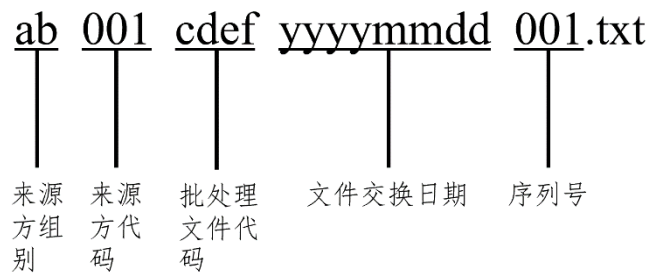 ab 001 cdef yyyymmdd 001.txt
来源方组别
来源方代码
批处理文件代码
文件交换日期
序列号